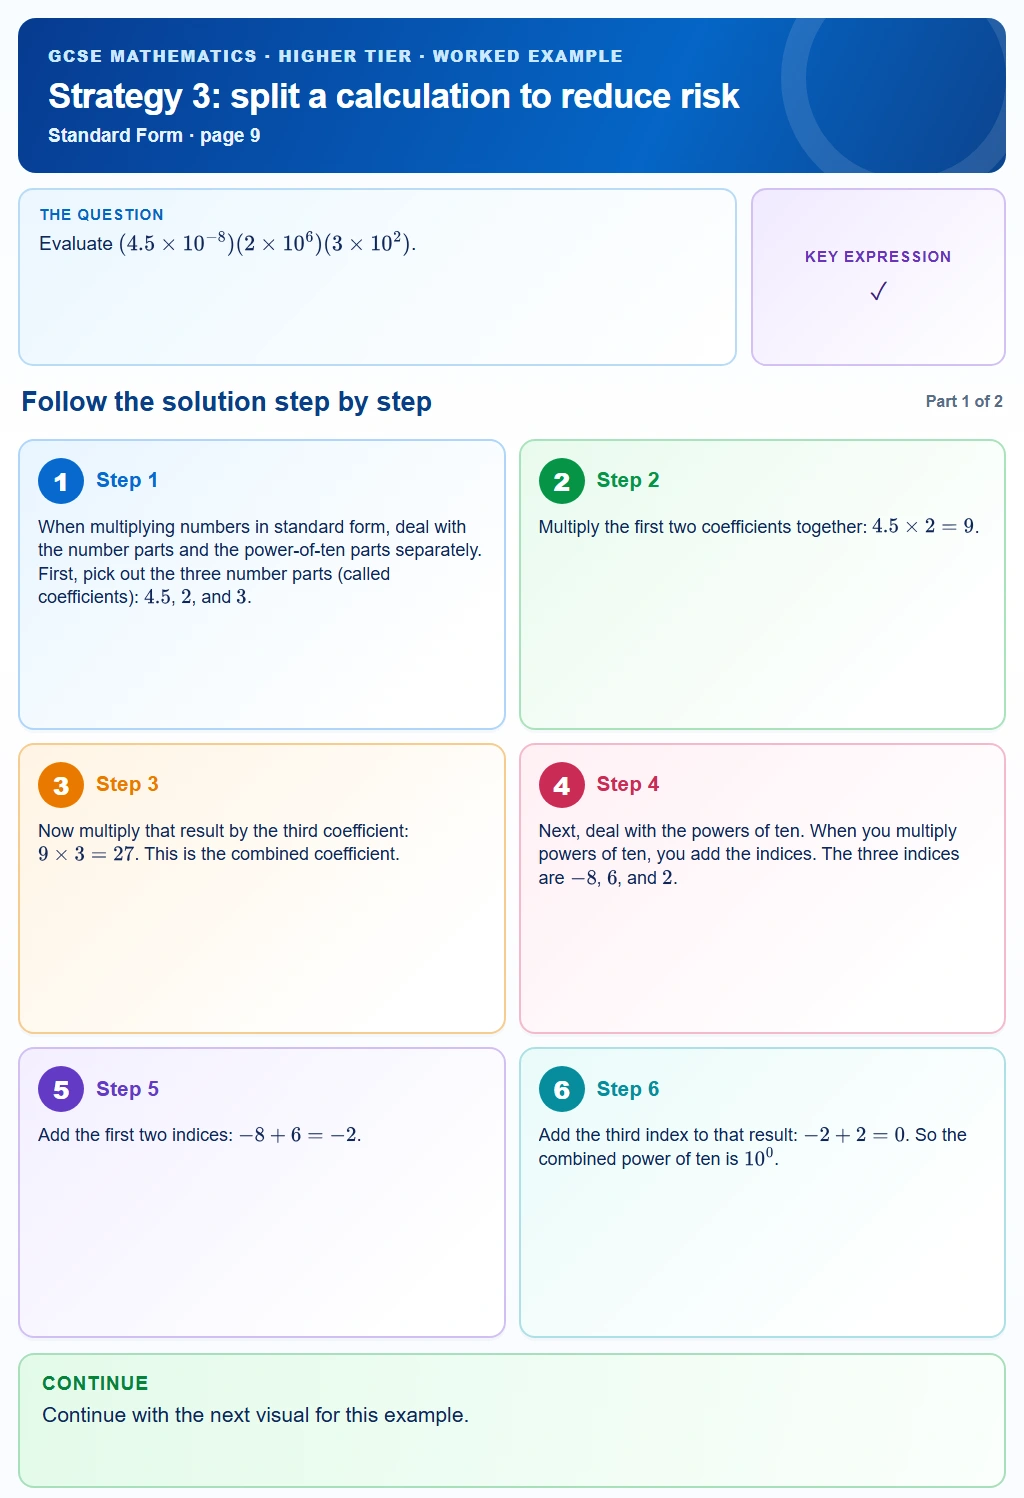 GCSE MATHEMATICS · HIGHER TIER · WORKED EXAMPLE
Strategy 3: split a calculation to reduce risk
Standard Form · page 9
THE QUESTION
Evaluate (4.5 × 10⁻⁸)(2 × 10⁶)(3 × 10²).
KEY EXPRESSION
✓
Follow the solution step by step
Part 1 of 2
1 Step 1
When multiplying numbers in standard form, deal with
the number parts and the power-of-ten parts separately.
First, pick out the three number parts (called
coefficients): 4.5, 2, and 3.
2 Step 2
Multiply the first two coefficients together: 4.5 × 2 = 9.
3 Step 3
Now multiply that result by the third coefficient:
9 × 3 = 27. This is the combined coefficient.
4 Step 4
Next, deal with the powers of ten. When you multiply
powers of ten, you add the indices. The three indices
are −8, 6, and 2.
5 Step 5
Add the first two indices: −8 + 6 = −2.
6 Step 6
Add the third index to that result: −2 + 2 = 0. So the
combined power of ten is 10⁰.
CONTINUE
Continue with the next visual for this example.